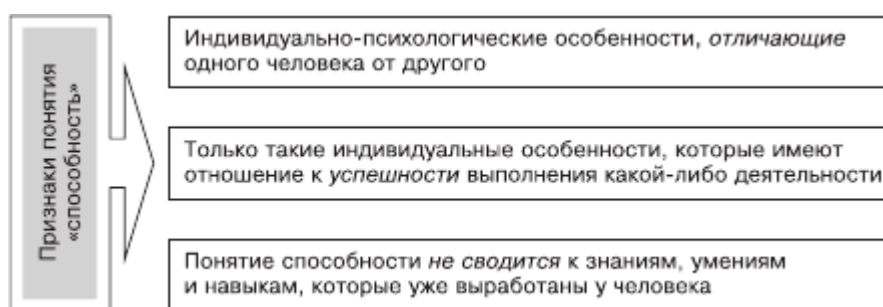 Признаки понятия
«способность»
Индивидуально-психологические особенности, отличающие
одного человека от другого
Только такие индивидуальные особенности, которые имеют
отношение к успешности выполнения какой-либо деятельности
Понятие способности не сводится к знаниям, умениям
и навыкам, которые уже выработаны у человека